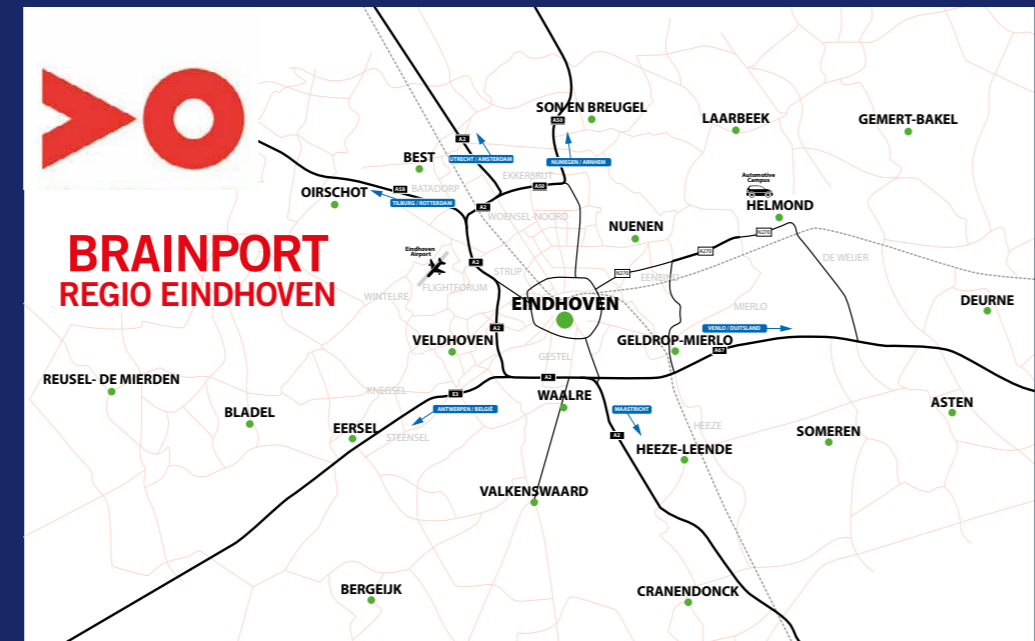 BRAINPORT
REGIO EINDHOVEN
SON EN BREUGEL
LAARBEEK
GEMERT-BAKEL
A50
A2
UTRECHT / AMSTERDAM
NIJMEGEN / ARNHEM
BEST
EKKERSRIJT
Automotive
Campus
OIRSCHOT
A58
BATADORP
A50
TILBURG / ROTTERDAM
A2
WOENSEL-NOORD
HELMOND
NUENEN
N270
Eindhoven
Airport
A2
A270
DE WEIJER
STRIJP
N270
EENEIND
FLIGHTFORUM
WINTELRE
EINDHOVEN
MIERLO
DEURNE
A2
VENLO / DUITSLAND
VELDHOVEN
GELDROP-MIERLO
A67
GESTEL
REUSEL- DE MIERDEN
A2
KNEGSEL
E3
WAALRE
ASTEN
BLADEL
ANTWERPEN / BELGIË
MAASTRICHT
EERSEL
STEENSEL
A2
HEEZE
SOMEREN
HEEZE-LEENDE
VALKENSWAARD
BERGEIJK
CRANENDONCK